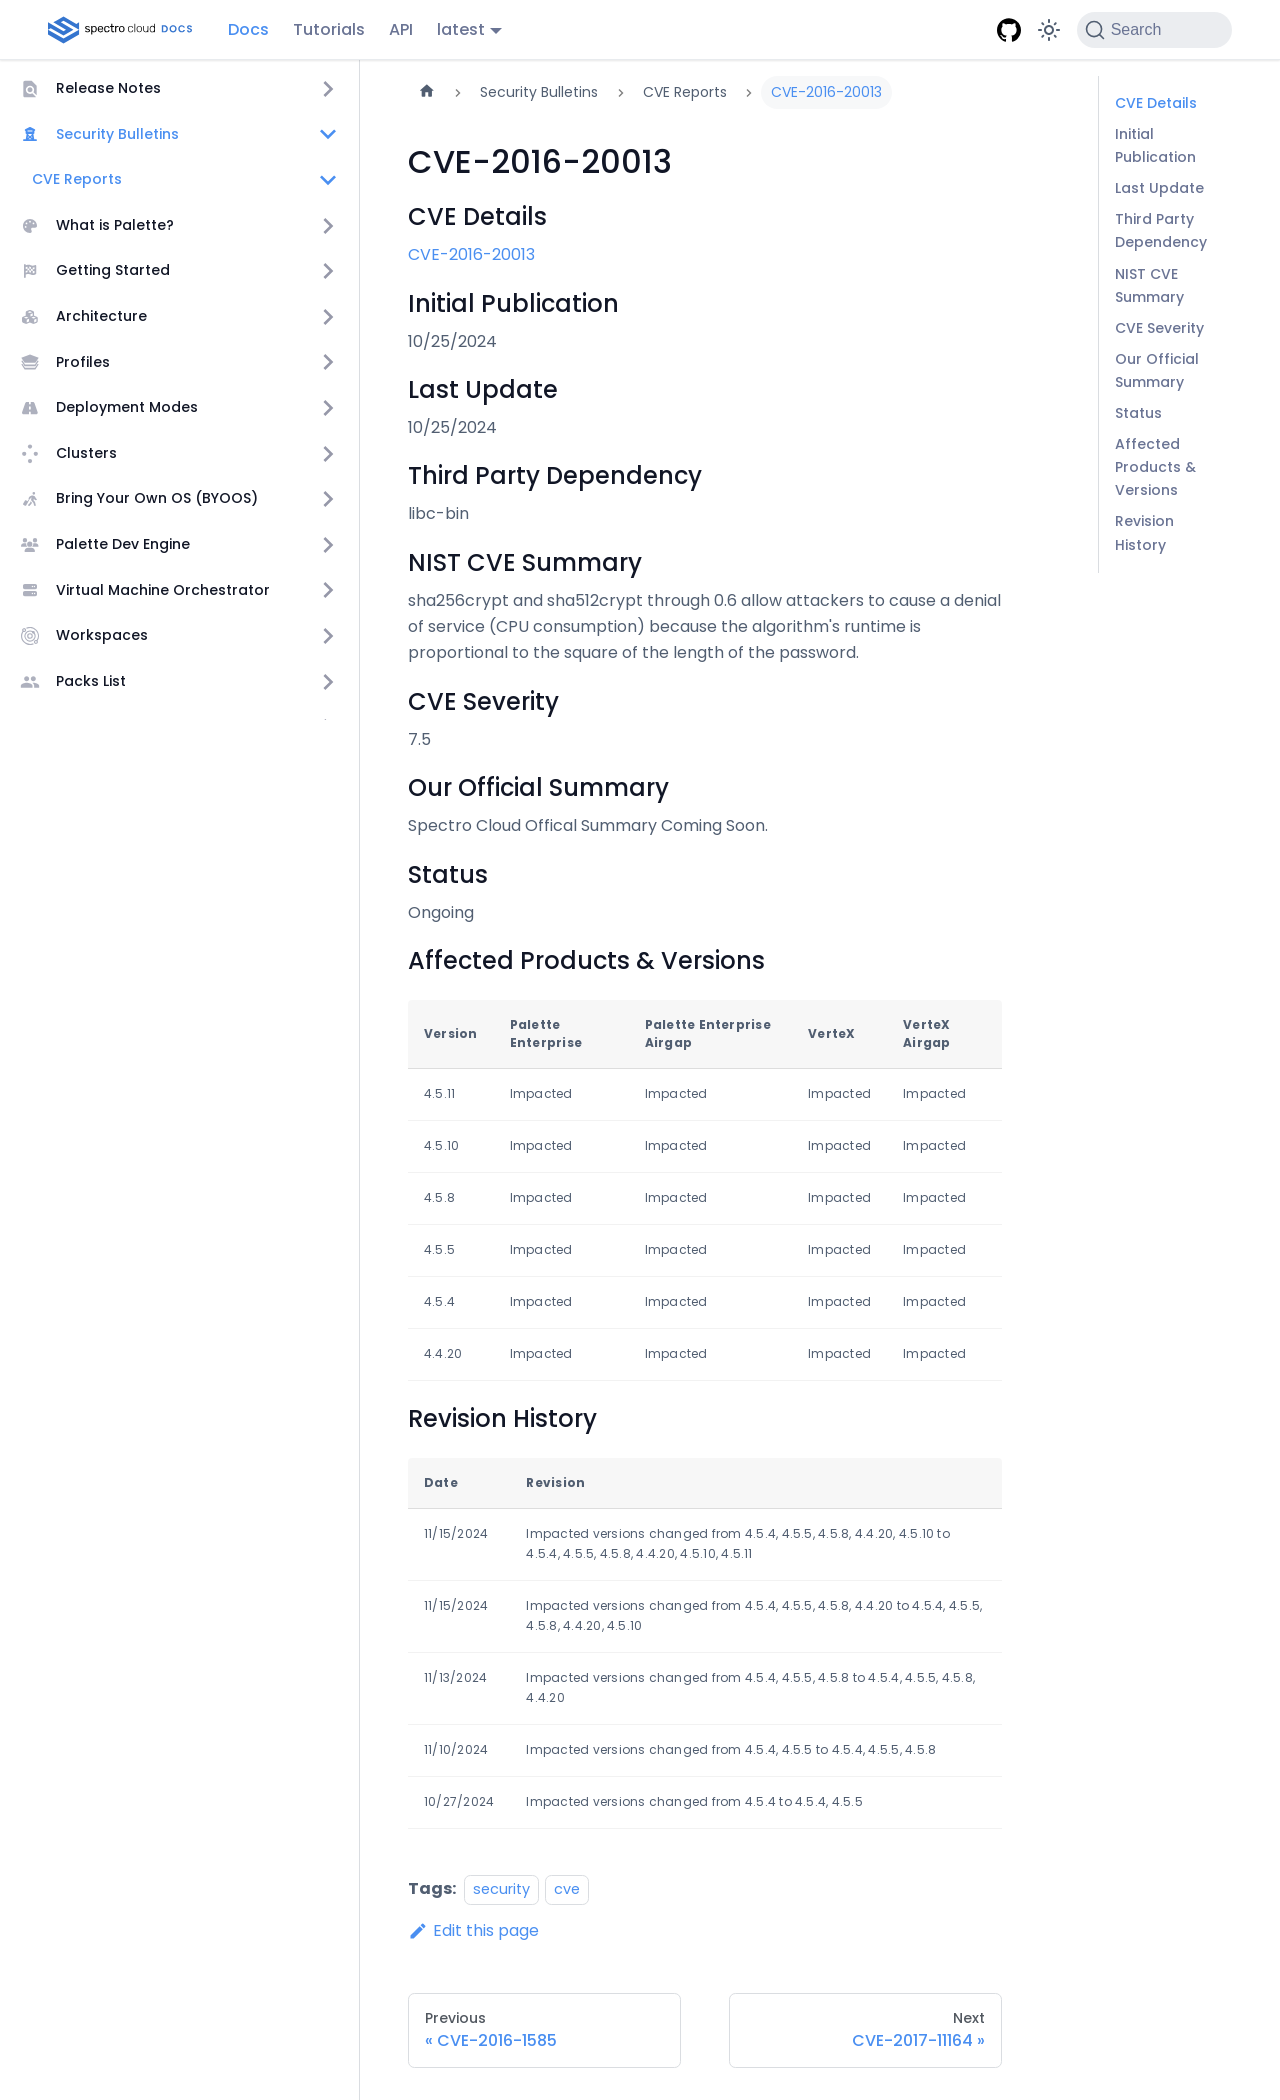 spectro cloud DOCS
Docs
Tutorials
API
latest
Search
Release Notes
Security Bulletins
CVE Reports
What is Palette?
Getting Started
Architecture
Profiles
Deployment Modes
Clusters
Bring Your Own OS (BYOOS)
Palette Dev Engine
Virtual Machine Orchestrator
Workspaces
Packs List
Security Bulletins
CVE Reports
CVE-2016-20013
CVE-2016-20013
CVE Details
CVE-2016-20013
Initial Publication
10/25/2024
Last Update
10/25/2024
Third Party Dependency
libc-bin
NIST CVE Summary
sha256crypt and sha512crypt through 0.6 allow attackers to cause a denial
of service (CPU consumption) because the algorithm's runtime is
proportional to the square of the length of the password.
CVE Severity
7.5
Our Official Summary
Spectro Cloud Offical Summary Coming Soon.
Status
Ongoing
Affected Products & Versions
Version Palette Enterprise Palette Enterprise Airgap VerteX VerteX Airgap
4.5.11 Impacted Impacted Impacted Impacted
4.5.10 Impacted Impacted Impacted Impacted
4.5.8 Impacted Impacted Impacted Impacted
4.5.5 Impacted Impacted Impacted Impacted
4.5.4 Impacted Impacted Impacted Impacted
4.4.20 Impacted Impacted Impacted Impacted
Revision History
Date Revision
11/15/2024 Impacted versions changed from 4.5.4, 4.5.5, 4.5.8, 4.4.20, 4.5.10 to
4.5.4, 4.5.5, 4.5.8, 4.4.20, 4.5.10, 4.5.11
11/15/2024 Impacted versions changed from 4.5.4, 4.5.5, 4.5.8, 4.4.20 to 4.5.4, 4.5.5,
4.5.8, 4.4.20, 4.5.10
11/13/2024 Impacted versions changed from 4.5.4, 4.5.5, 4.5.8 to 4.5.4, 4.5.5, 4.5.8,
4.4.20
11/10/2024 Impacted versions changed from 4.5.4, 4.5.5 to 4.5.4, 4.5.5, 4.5.8
10/27/2024 Impacted versions changed from 4.5.4 to 4.5.4, 4.5.5
Tags: security cve
Edit this page
Previous
« CVE-2016-1585
Next
CVE-2017-11164 »
CVE Details
Initial
Publication
Last Update
Third Party
Dependency
NIST CVE
Summary
CVE Severity
Our Official
Summary
Status
Affected
Products &
Versions
Revision
History